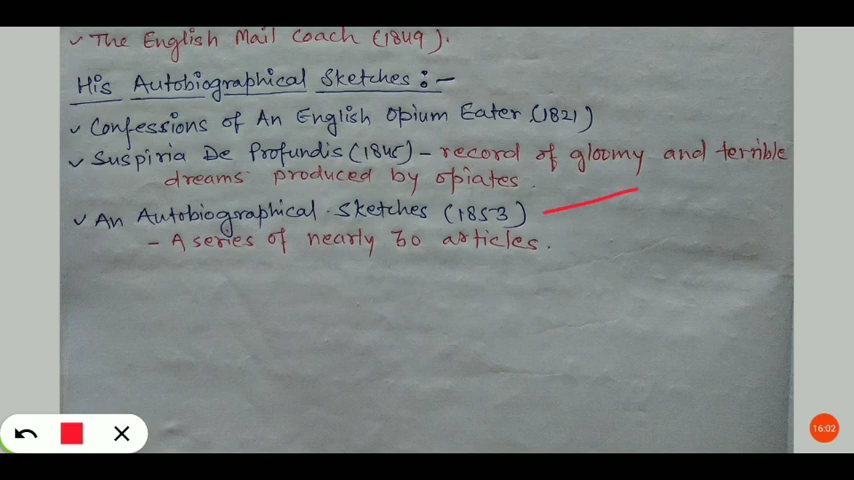 ✓ The English Mail Coach (1849).
His Autobiographical Sketches :-
✓ Confessions of An English Opium Eater (1821)
✓ Suspiria De Profundis (1845) - record of gloomy and terrible
dreams produced by opiates.
✓ An Autobiographical Sketches (1853)
- A series of nearly 30 articles.
16:02